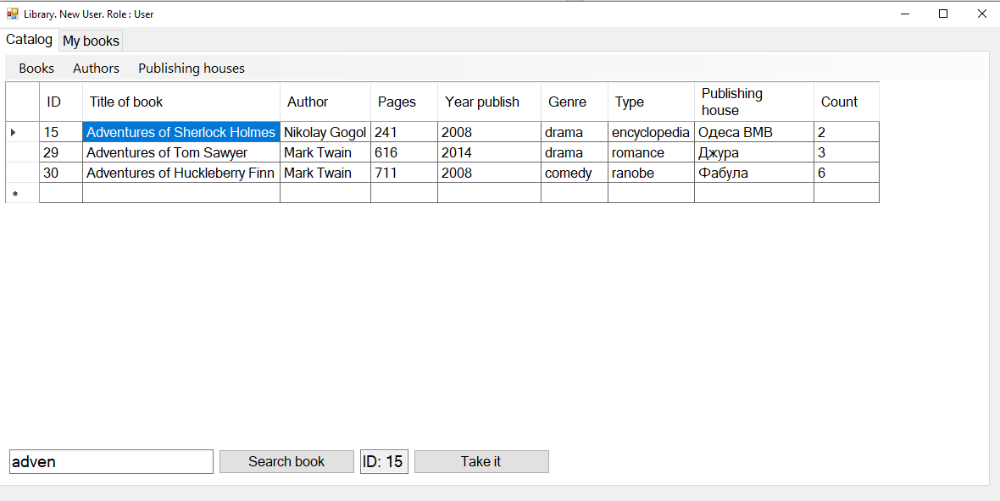 Library. New User. Role : User
Catalog My books
Books Authors Publishing houses
ID Title of book Author Pages Year publish Genre Type Publishing house Count
15 Adventures of Sherlock Holmes Nikolay Gogol 241 2008 drama encyclopedia Одеса ВМВ 2
29 Adventures of Tom Sawyer Mark Twain 616 2014 drama romance Джура 3
30 Adventures of Huckleberry Finn Mark Twain 711 2008 comedy ranobe Фабула 6
adven Search book ID: 15 Take it